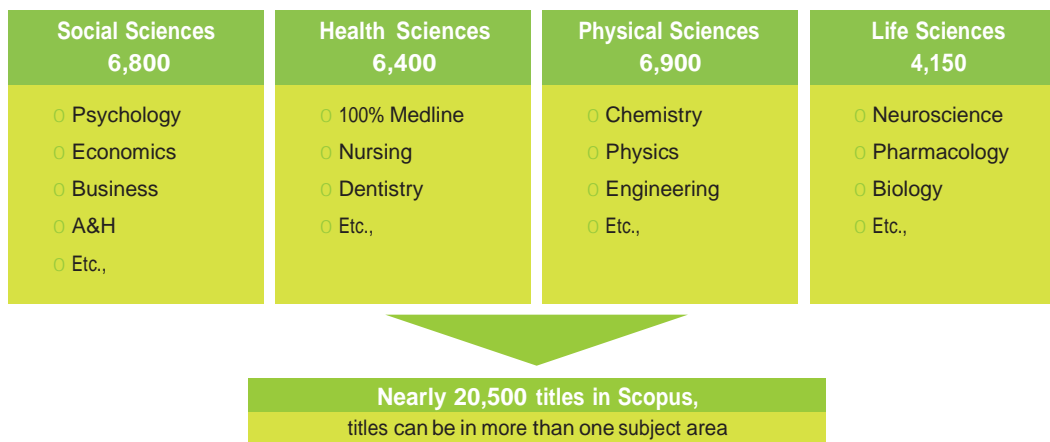 Social Sciences
6,800
o Psychology
o Economics
o Business
o A&H
o Etc.,
Health Sciences
6,400
o 100% Medline
o Nursing
o Dentistry
o Etc.,
Physical Sciences
6,900
o Chemistry
o Physics
o Engineering
o Etc.,
Life Sciences
4,150
o Neuroscience
o Pharmacology
o Biology
o Etc.,
Nearly 20,500 titles in Scopus,
titles can be in more than one subject area